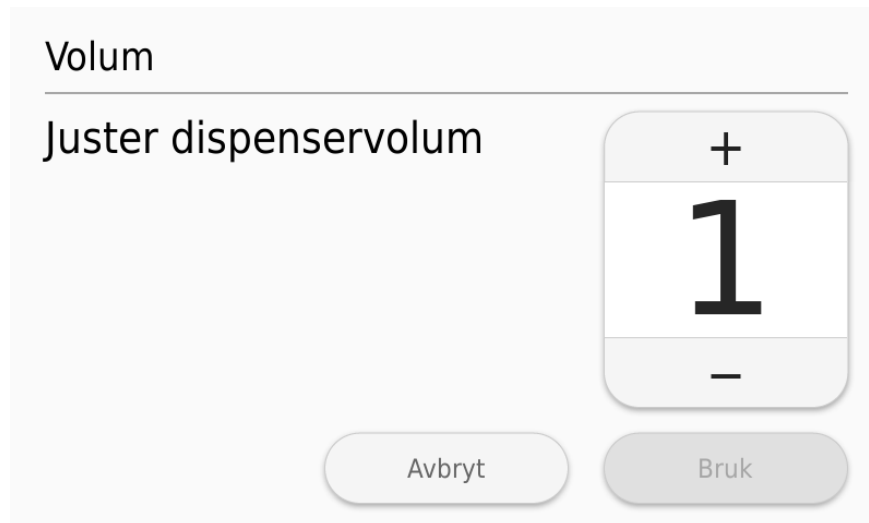 Volum
Juster dispenservolum
+
1
−
Avbryt
Bruk